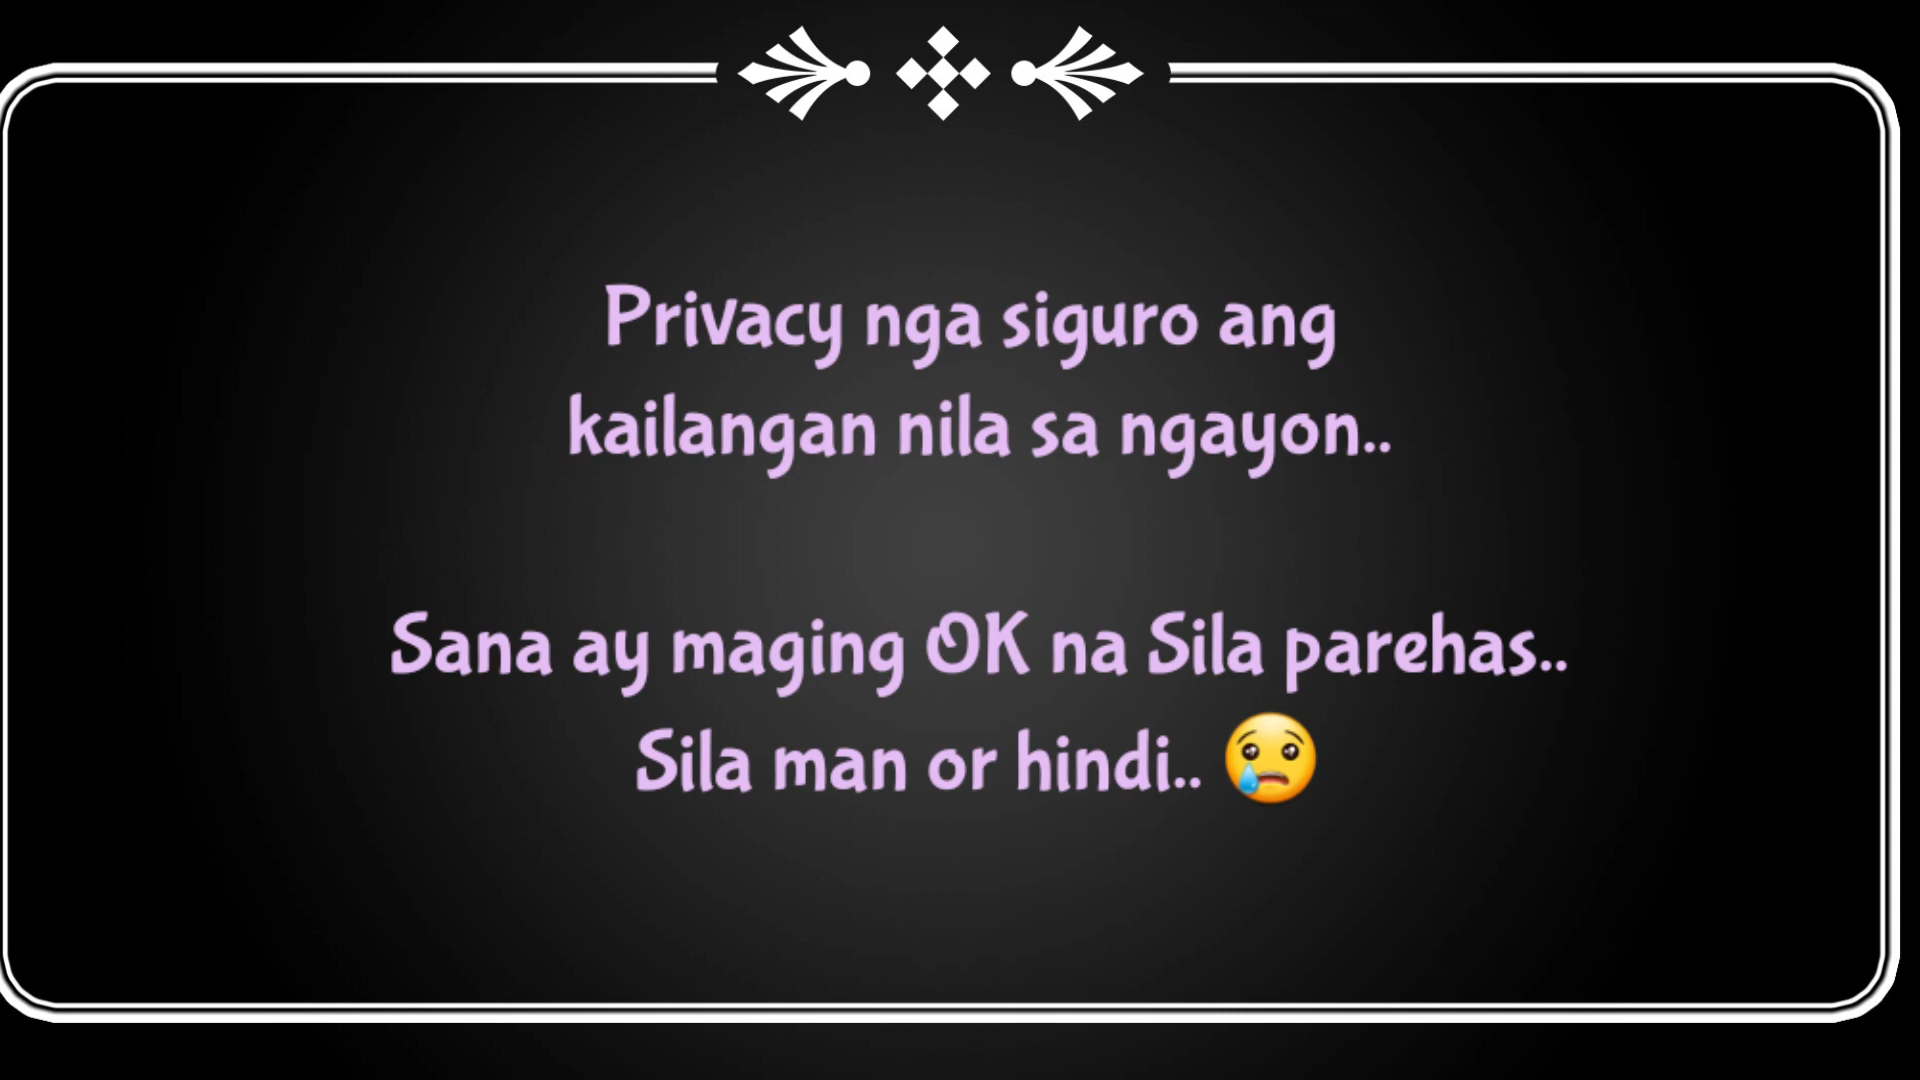 Privacy nga siguro ang
kailangan nila sa ngayon..
Sana ay maging OK na Sila parehas..
Sila man or hindi.. 😢